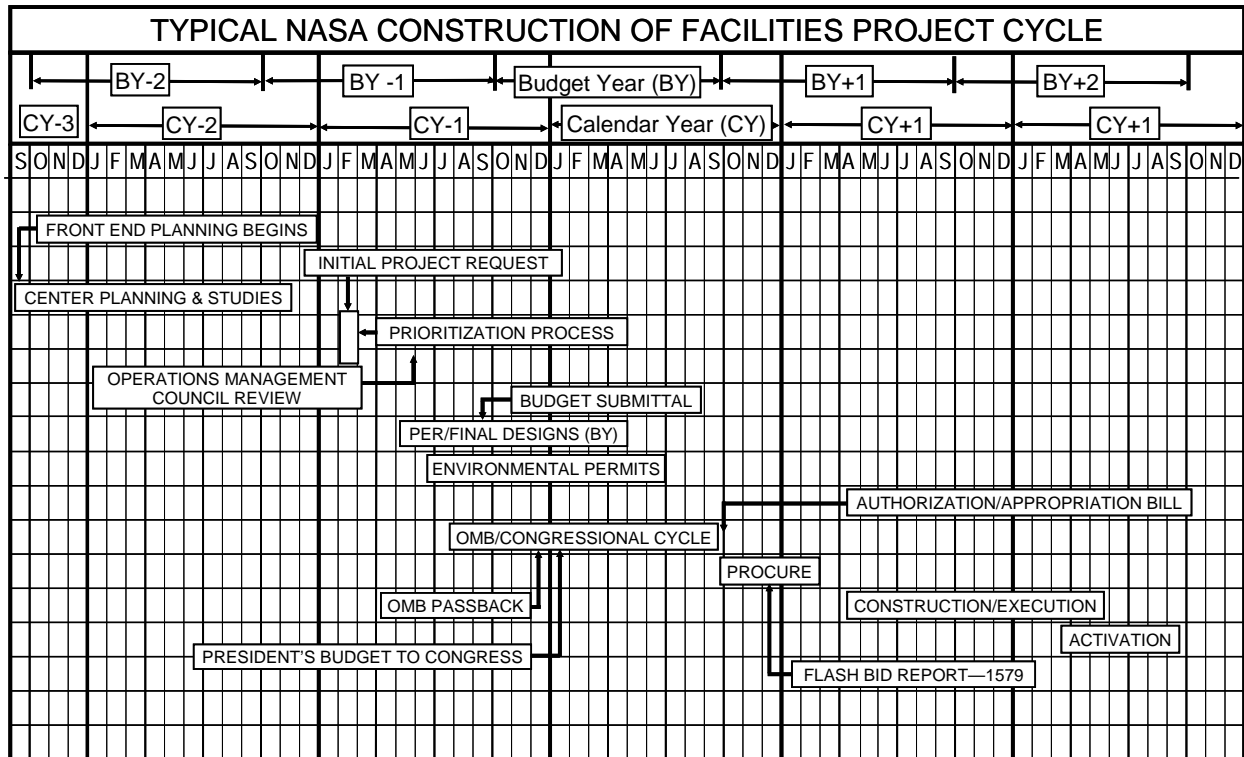 TYPICAL NASA CONSTRUCTION OF FACILITIES PROJECT CYCLE
BY-2 BY -1 Budget Year (BY) BY+1 BY+2
CY-3 CY-2 CY-1 Calendar Year (CY) CY+1 CY+1
S O N D J F M A M J J A S O N D J F M A M J J A S O N D J F M A M J J A S O N D J F M A M J J A S O N D J F M A M J J A S O N D
FRONT END PLANNING BEGINS
INITIAL PROJECT REQUEST
CENTER PLANNING & STUDIES
PRIORITIZATION PROCESS
OPERATIONS MANAGEMENT
COUNCIL REVIEW
BUDGET SUBMITTAL
PER/FINAL DESIGNS (BY)
ENVIRONMENTAL PERMITS
AUTHORIZATION/APPROPRIATION BILL
OMB/CONGRESSIONAL CYCLE
PROCURE
OMB PASSBACK
CONSTRUCTION/EXECUTION
ACTIVATION
PRESIDENT'S BUDGET TO CONGRESS
FLASH BID REPORT—1579